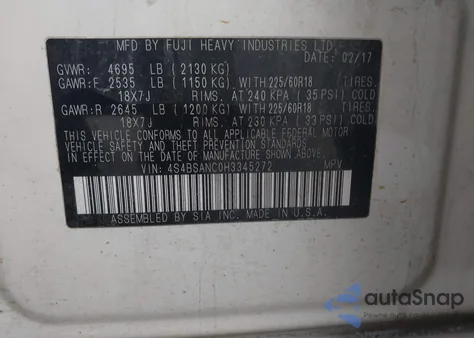 MFD BY FUJI HEAVY INDUSTRIES LTD.
DATE: 02/17
GVWR: 4695 LB (2130 KG)
GAWR:F 2535 LB (1150 KG) WITH 225/60R18 TIRES,
18X7J RIMS, AT 240 KPA (35 PSI) COLD
GAWR:R 2645 LB (1200 KG) WITH 225/60R18 TIRES,
18X7J RIMS, AT 230 KPA (33 PSI) COLD
THIS VEHICLE CONFORMS TO ALL APPLICABLE FEDERAL MOTOR
VEHICLE SAFETY AND THEFT PREVENTION STANDARDS
IN EFFECT ON THE DATE OF MANUFACTURE SHOWN ABOVE.
VIN: 4S4BSANC0H3345272 MPV
ASSEMBLED BY SIA INC. MADE IN U.S.A.
autoSnap